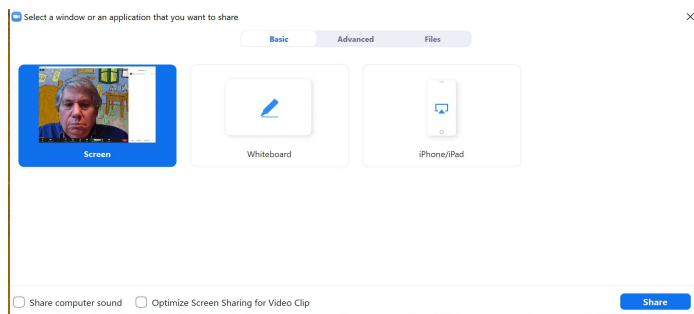 Select a window or an application that you want to share
Basic Advanced Files
Screen Whiteboard iPhone/iPad
Share computer sound Optimize Screen Sharing for Video Clip Share